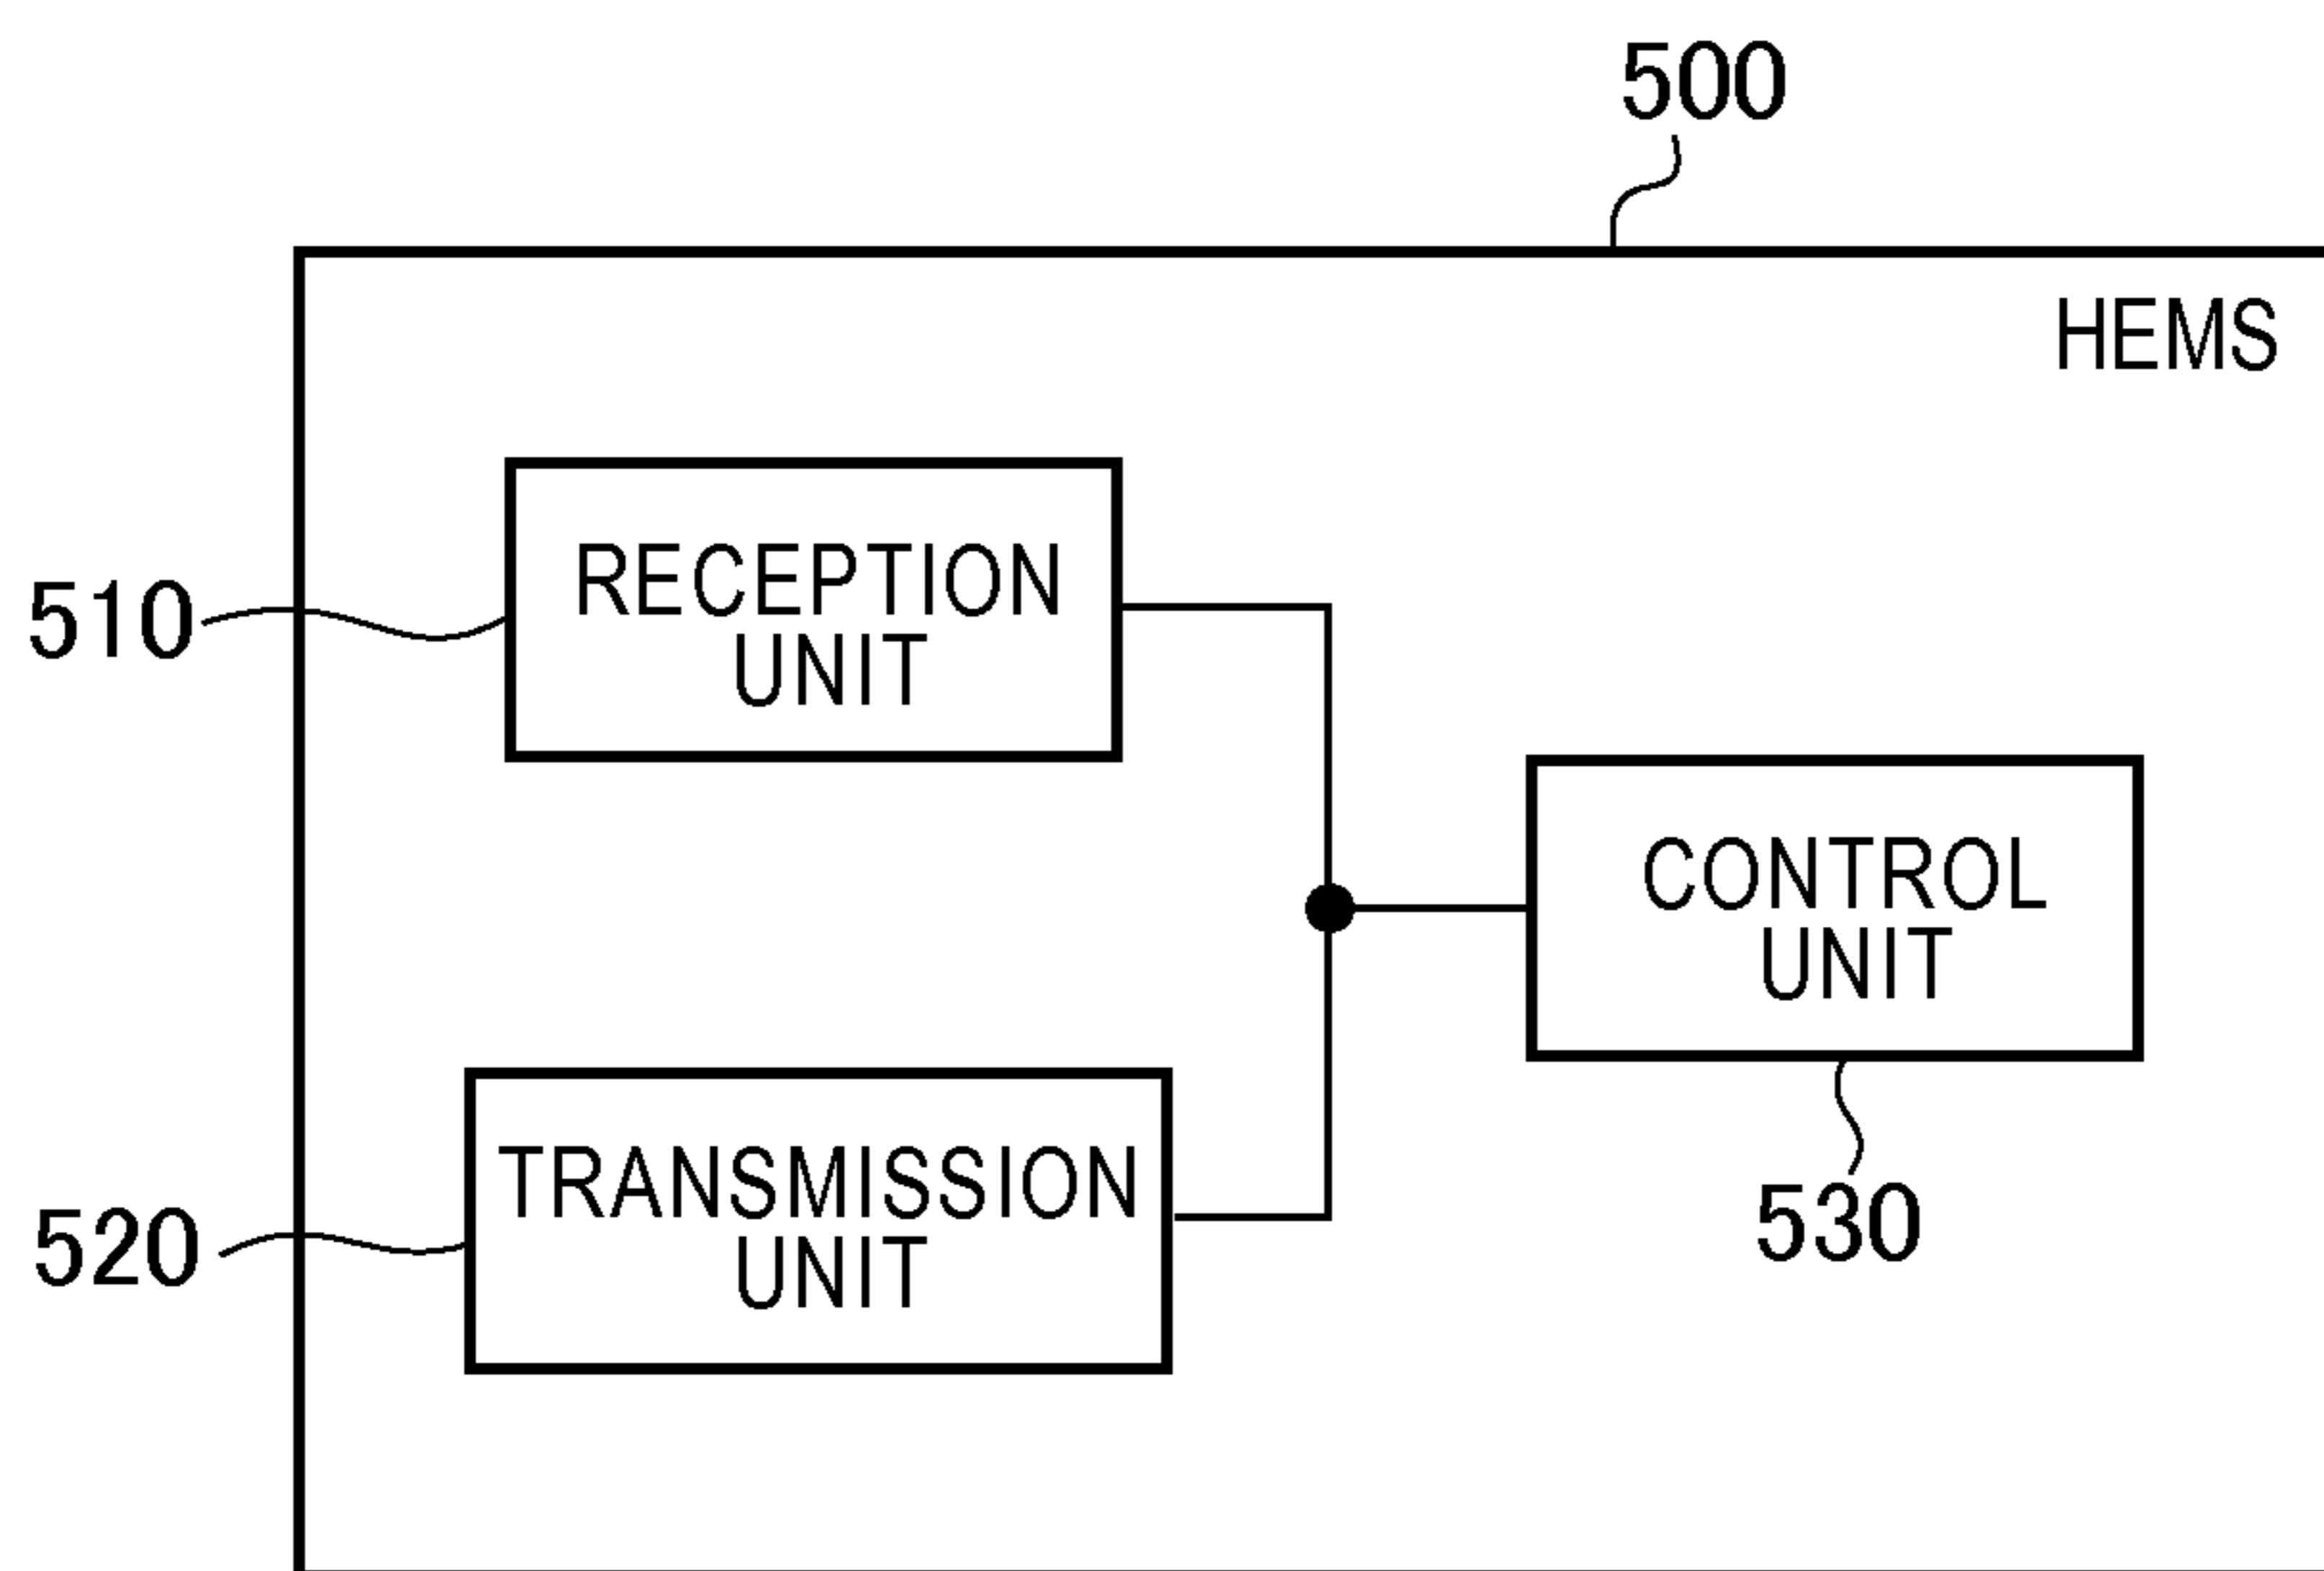 500
HEMS
510
RECEPTION
UNIT
CONTROL
UNIT
530
520
TRANSMISSION
UNIT